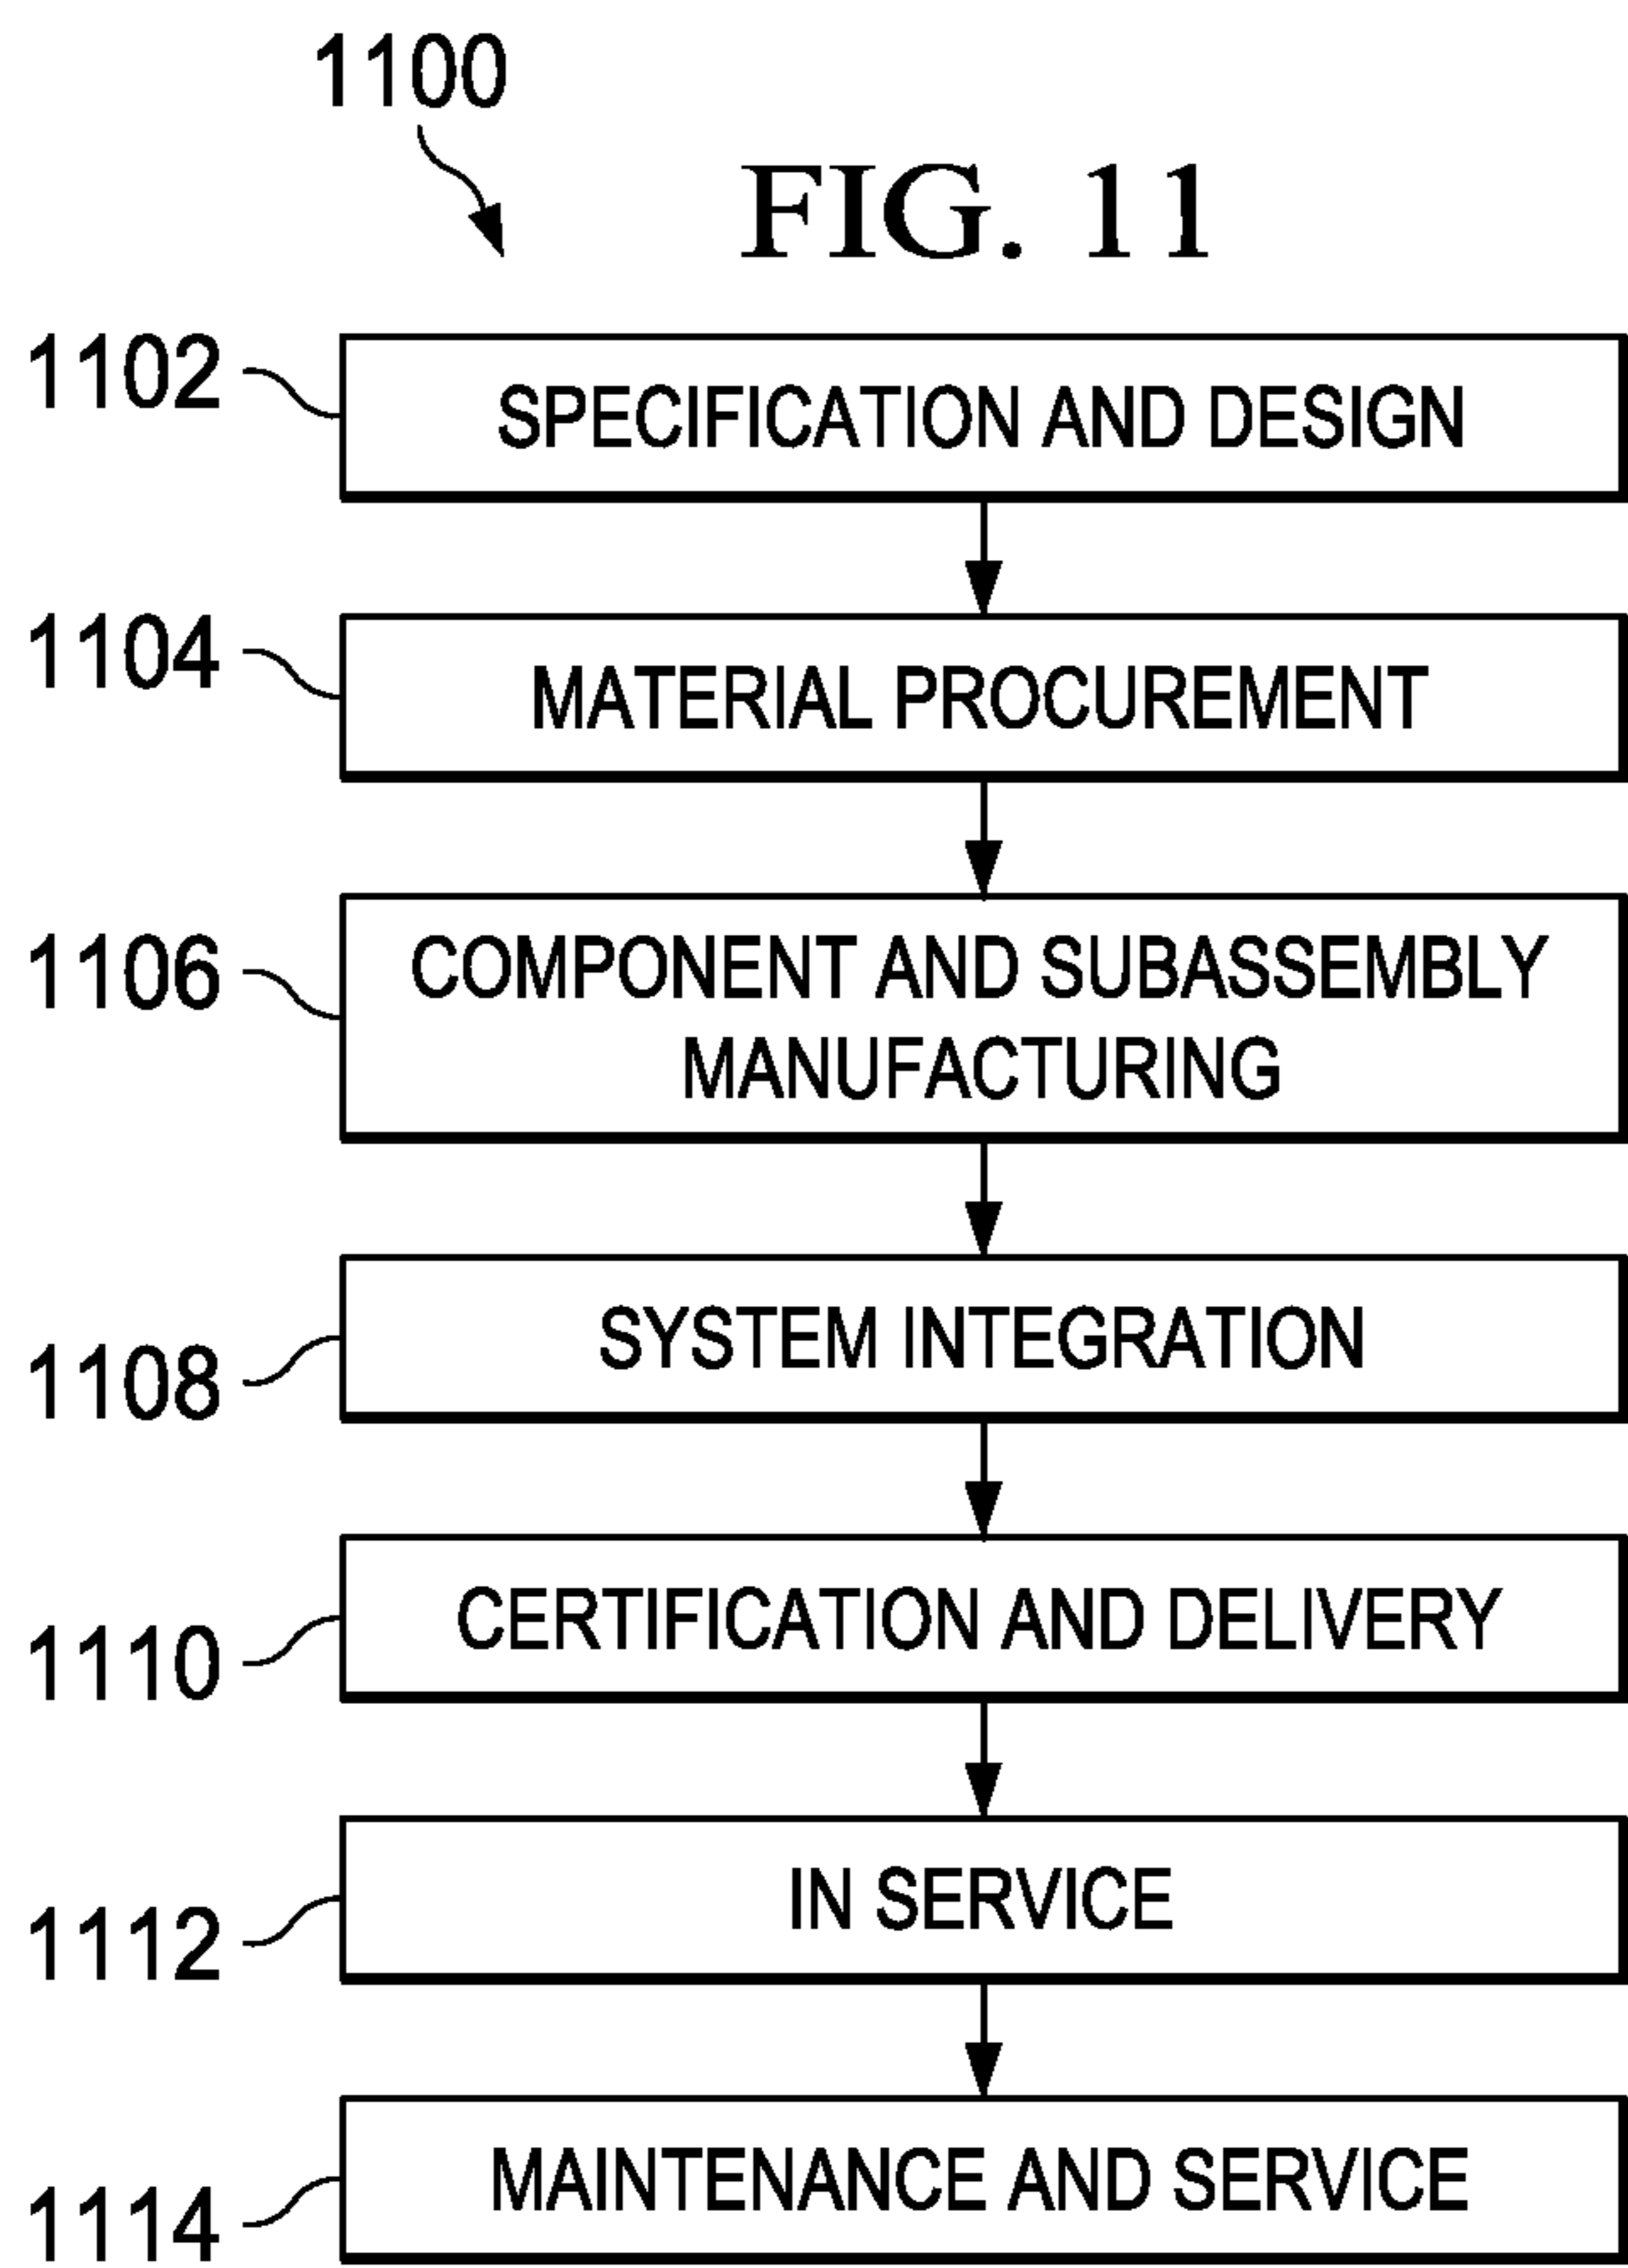 1100
FIG. 11
1102
SPECIFICATION AND DESIGN
1104
MATERIAL PROCUREMENT
1106
COMPONENT AND SUBASSEMBLY
MANUFACTURING
1108
SYSTEM INTEGRATION
1110
CERTIFICATION AND DELIVERY
1112
IN SERVICE
1114
MAINTENANCE AND SERVICE